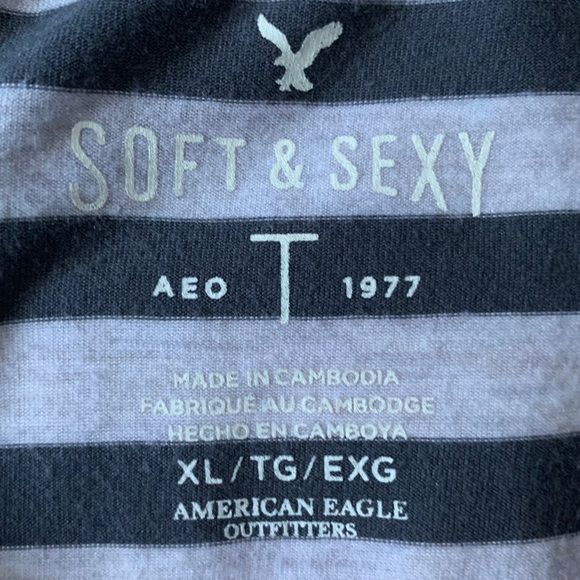 SOFT & SEXY
AEO T 1977
MADE IN CAMBODIA
FABRIQUÉ AU CAMBODGE
HECHO EN CAMBOYA
XL/TG/EXG
AMERICAN EAGLE
OUTFITTERS